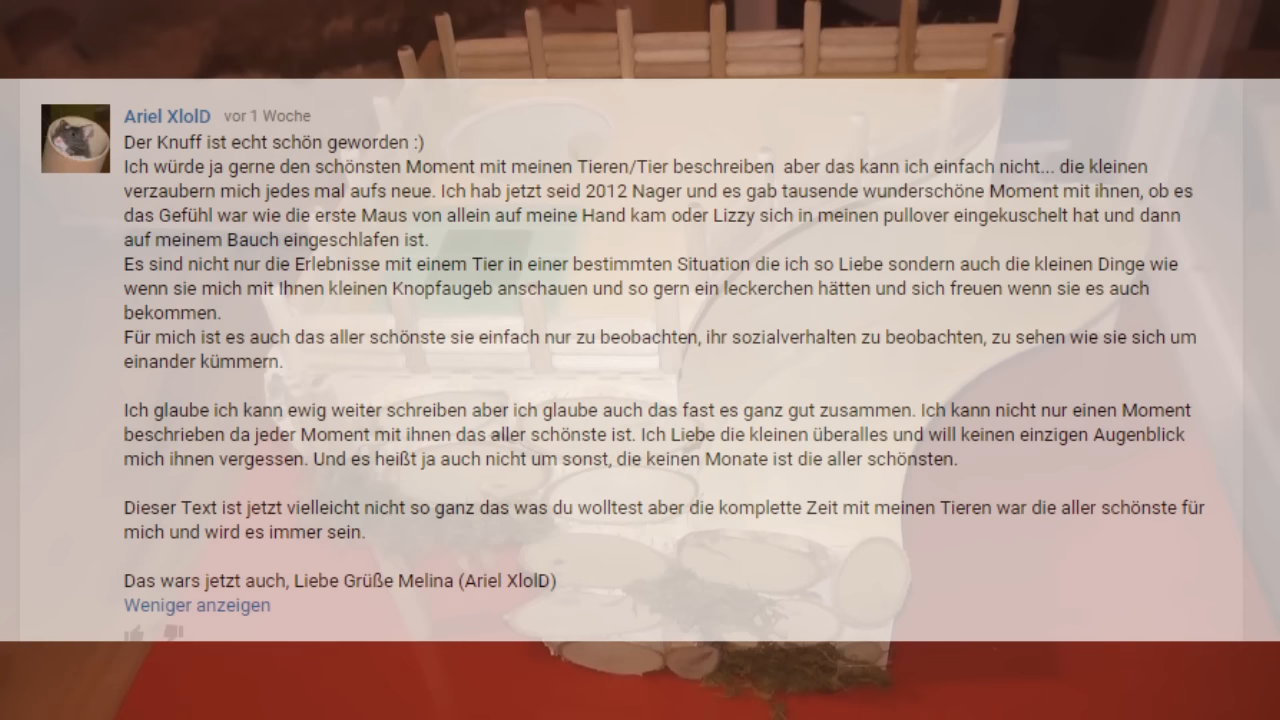 Ariel XlolD vor 1 Woche
Der Knuff ist echt schön geworden :)
Ich würde ja gerne den schönsten Moment mit meinen Tieren/Tier beschreiben aber das kann ich einfach nicht... die kleinen
verzaubern mich jedes mal aufs neue. Ich hab jetzt seid 2012 Nager und es gab tausende wunderschöne Moment mit ihnen, ob es
das Gefühl war wie die erste Maus von allein auf meine Hand kam oder Lizzy sich in meinen pullover eingekuschelt hat und dann
auf meinem Bauch eingeschlafen ist.
Es sind nicht nur die Erlebnisse mit einem Tier in einer bestimmten Situation die ich so Liebe sondern auch die kleinen Dinge wie
wenn sie mich mit Ihnen kleinen Knopfaugeb anschauen und so gern ein leckerchen hätten und sich freuen wenn sie es auch
bekommen.
Für mich ist es auch das aller schönste sie einfach nur zu beobachten, ihr sozialverhalten zu beobachten, zu sehen wie sie sich um
einander kümmern.
Ich glaube ich kann ewig weiter schreiben aber ich glaube auch das fast es ganz gut zusammen. Ich kann nicht nur einen Moment
beschrieben da jeder Moment mit ihnen das aller schönste ist. Ich Liebe die kleinen überalles und will keinen einzigen Augenblick
mich ihnen vergessen. Und es heißt ja auch nicht um sonst, die keinen Monate ist die aller schönsten.
Dieser Text ist jetzt vielleicht nicht so ganz das was du wolltest aber die komplette Zeit mit meinen Tieren war die aller schönste für
mich und wird es immer sein.
Das wars jetzt auch, Liebe Grüße Melina (Ariel XlolD)
Weniger anzeigen